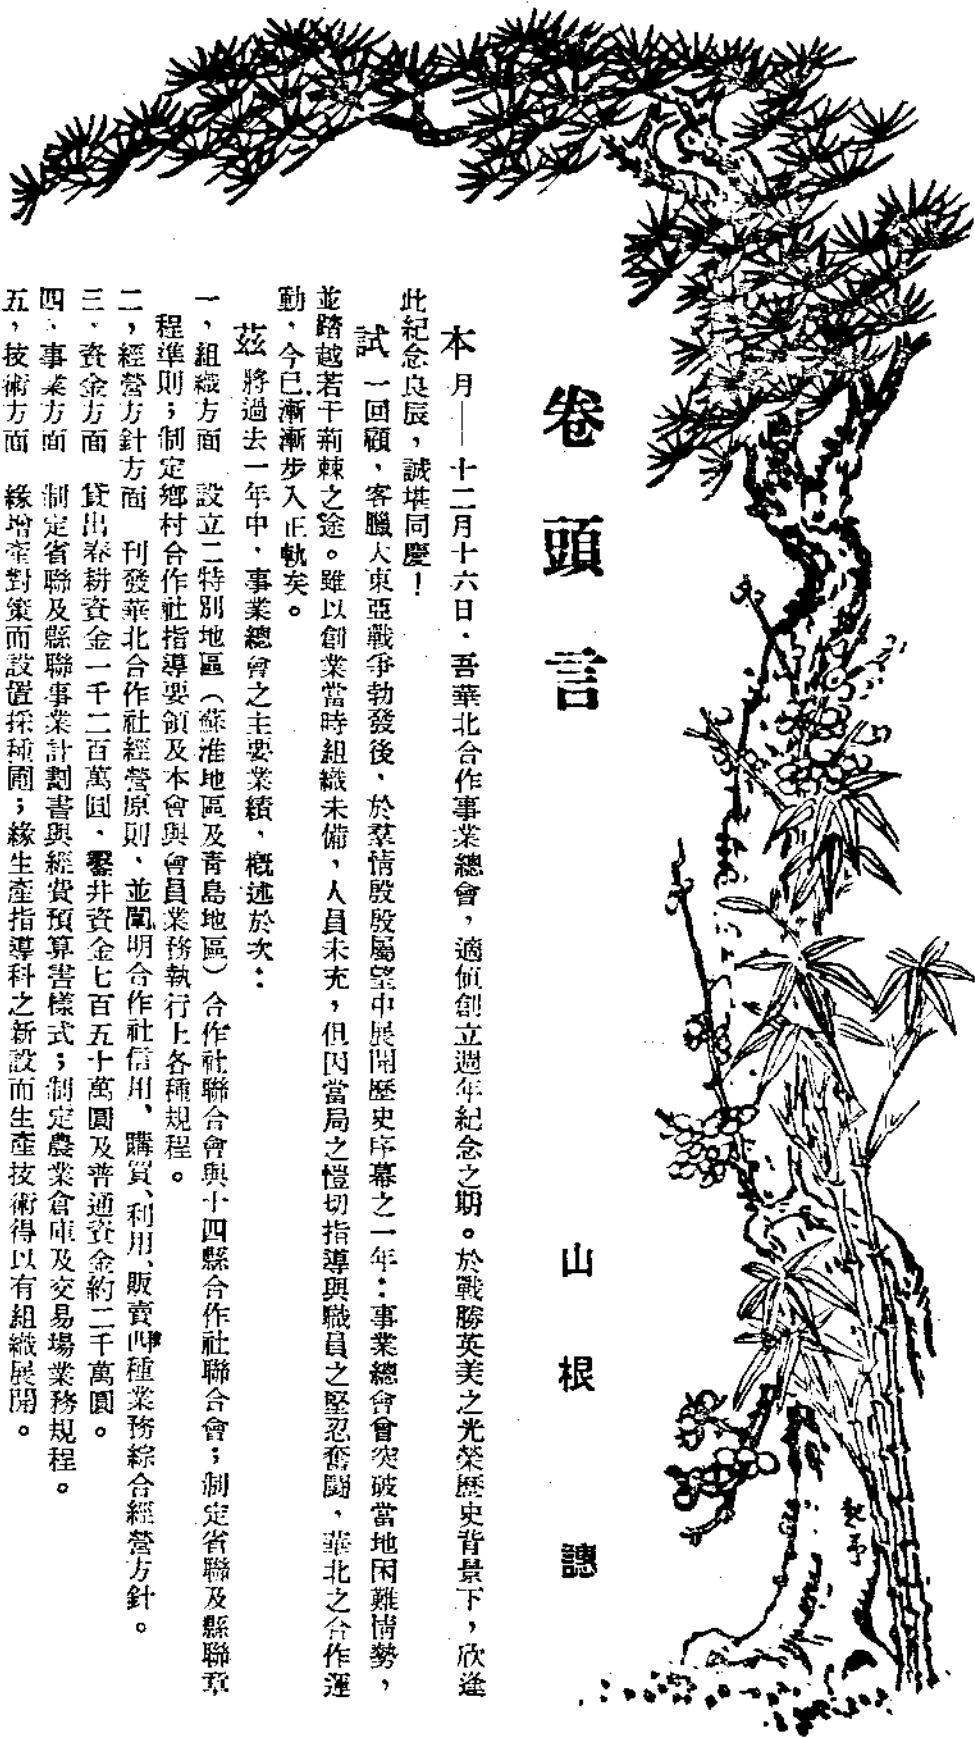 卷頭言
山根譓
本月——十二月十六日．吾華北合作事業總會，適値創立週年紀念之期。於戰勝英美之光榮歷史背景下，欣逢
此紀念良辰，誠堪同慶！
試一回顧，客臘大東亞戰爭勃發後、於羣情殷殷屬望中展開歷史序幕之一年：事業總會曾突破當地困難情勢，
並踏越若干荊棘之途。雖以創業當時組織未備，人員未充，但因當局之愷切指導與職員之堅忍奮鬪、華北之合作運
動、今已漸漸步入正軌矣。
茲將過去一年中、事業總會之主要業績、槪述於次：
一，組織方面　設立二特別地區（蘇淮地區及靑島地區）合作社聯合會與十四縣合作社聯合會；制定省聯及縣聯章
程準則；制定鄉村合作社指導要領及本會與會員業務執行上各種規程。
二，經營方針方面　刊發華北合作社經營原則、並闡明合作社信用、購買、利用、販賣四種業務綜合經營方針。
三．資金方面　貸出春耕資金一千二百萬圓、鑿井資金七百五十萬圓及普通資金約二千萬圓。
四、事業方面　制定省聯及縣聯事業計劃書與經費預算書樣式；制定農業倉庫及交易場業務規程。
五，技術方面　緣增產對策而設置採種圃；緣生產指導科之新設而生產技術得以有組織展開。